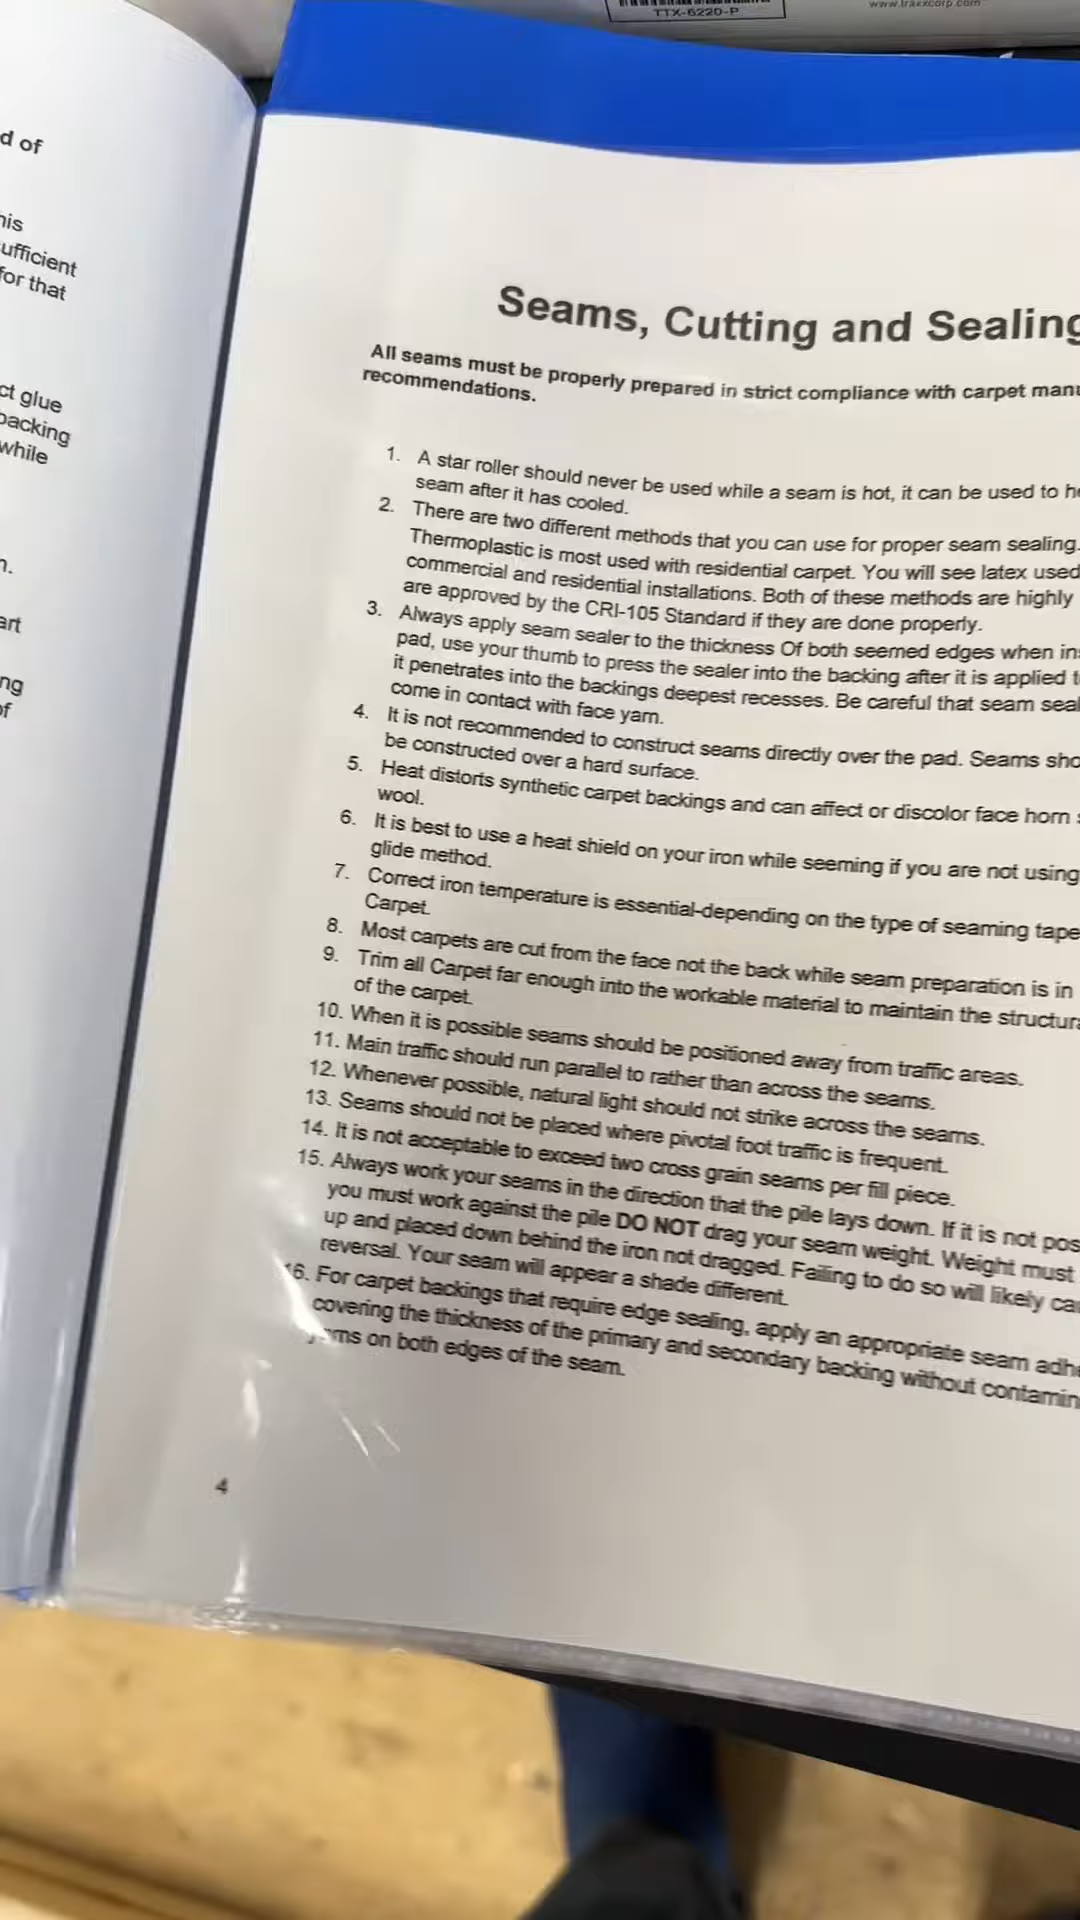 TTX-6220-P
www.traxxcorp.com
d of
his
ufficient
for that
ct glue
backing
while
n.
art
ng
of
Seams, Cutting and Sealing
All seams must be properly prepared in strict compliance with carpet manu
recommendations.
1. A star roller should never be used while a seam is hot, it can be used to he
seam after it has cooled.
2. There are two different methods that you can use for proper seam sealing.
Thermoplastic is most used with residential carpet. You will see latex used
commercial and residential installations. Both of these methods are highly
are approved by the CRI-105 Standard if they are done properly.
3. Always apply seam sealer to the thickness Of both seemed edges when ins
pad, use your thumb to press the sealer into the backing after it is applied t
it penetrates into the backings deepest recesses. Be careful that seam seal
come in contact with face yarn.
4. It is not recommended to construct seams directly over the pad. Seams sho
be constructed over a hard surface.
5. Heat distorts synthetic carpet backings and can affect or discolor face horn s
wool.
6. It is best to use a heat shield on your iron while seeming if you are not using
glide method.
7. Correct iron temperature is essential-depending on the type of seaming tape
Carpet.
8. Most carpets are cut from the face not the back while seam preparation is in
9. Trim all Carpet far enough into the workable material to maintain the structura
of the carpet.
10. When it is possible seams should be positioned away from traffic areas.
11. Main traffic should run parallel to rather than across the seams.
12. Whenever possible, natural light should not strike across the seams.
13. Seams should not be placed where pivotal foot traffic is frequent.
14. It is not acceptable to exceed two cross grain seams per fill piece.
15. Always work your seams in the direction that the pile lays down. If it is not pos
you must work against the pile DO NOT drag your seam weight. Weight must
up and placed down behind the iron not dragged. Failing to do so will likely cau
reversal. Your seam will appear a shade different.
16. For carpet backings that require edge sealing, apply an appropriate seam adhe
covering the thickness of the primary and secondary backing without contamin
on both edges of the seam.
4